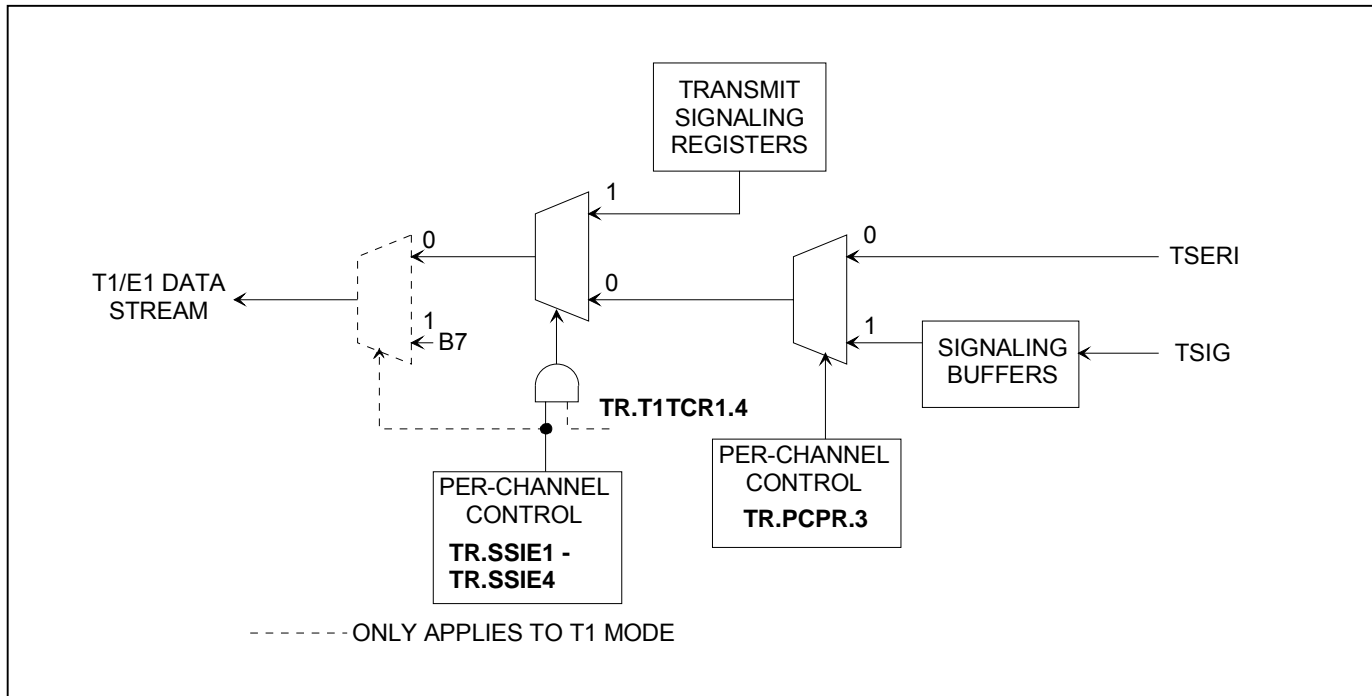 TRANSMIT
SIGNALING
REGISTERS
1
0
0
T1/E1 DATA
STREAM
TSERI
0
1
B7
1
SIGNALING
BUFFERS
TSIG
TR.T1TCR1.4
PER-CHANNEL
CONTROL
TR.SSIE1 -
TR.SSIE4
PER-CHANNEL
CONTROL
TR.PCPR.3
ONLY APPLIES TO T1 MODE